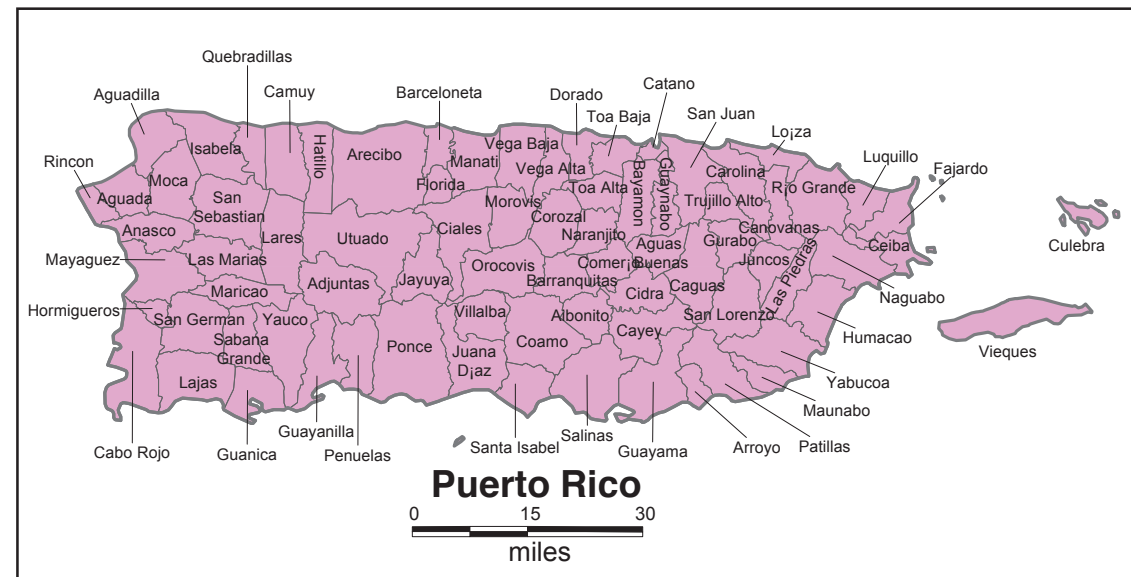 Quebradillas
Aguadilla
Camuy
Barceloneta
Dorado
Catano
Toa Baja
San Juan
Lo¡za
Luquillo
Fajardo
Rincon
Isabela
Hatillo
Arecibo
Manati
Vega Baja
Vega Alta
Bayamon
Guaynabo
Carolina
R¡o Grande
Moca
Aguada
San
Sebastian
Florida
Morovis
Toa Alta
Trujillo Alto
Anasco
Lares
Utuado
Ciales
Corozal
Naranjito
Aguas
Buenas
Gurabo
Canovanas
Ceiba
Culebra
Mayaguez
Las Marias
Orocovis
Comer¡o
Juncos
Las Piedras
Maricao
Adjuntas
Jayuya
Barranquitas
Cidra
Caguas
Naguabo
Hormigueros
San German
Yauco
Villalba
Albonito
San Lorenzo
Humacao
Sabana
Grande
Ponce
Juana
D¡az
Coamo
Cayey
Vieques
Lajas
Yabucoa
Maunabo
Cabo Rojo
Guanica
Guayanilla
Penuelas
Santa Isabel
Salinas
Guayama
Arroyo
Patillas
Puerto Rico
0 15 30
miles